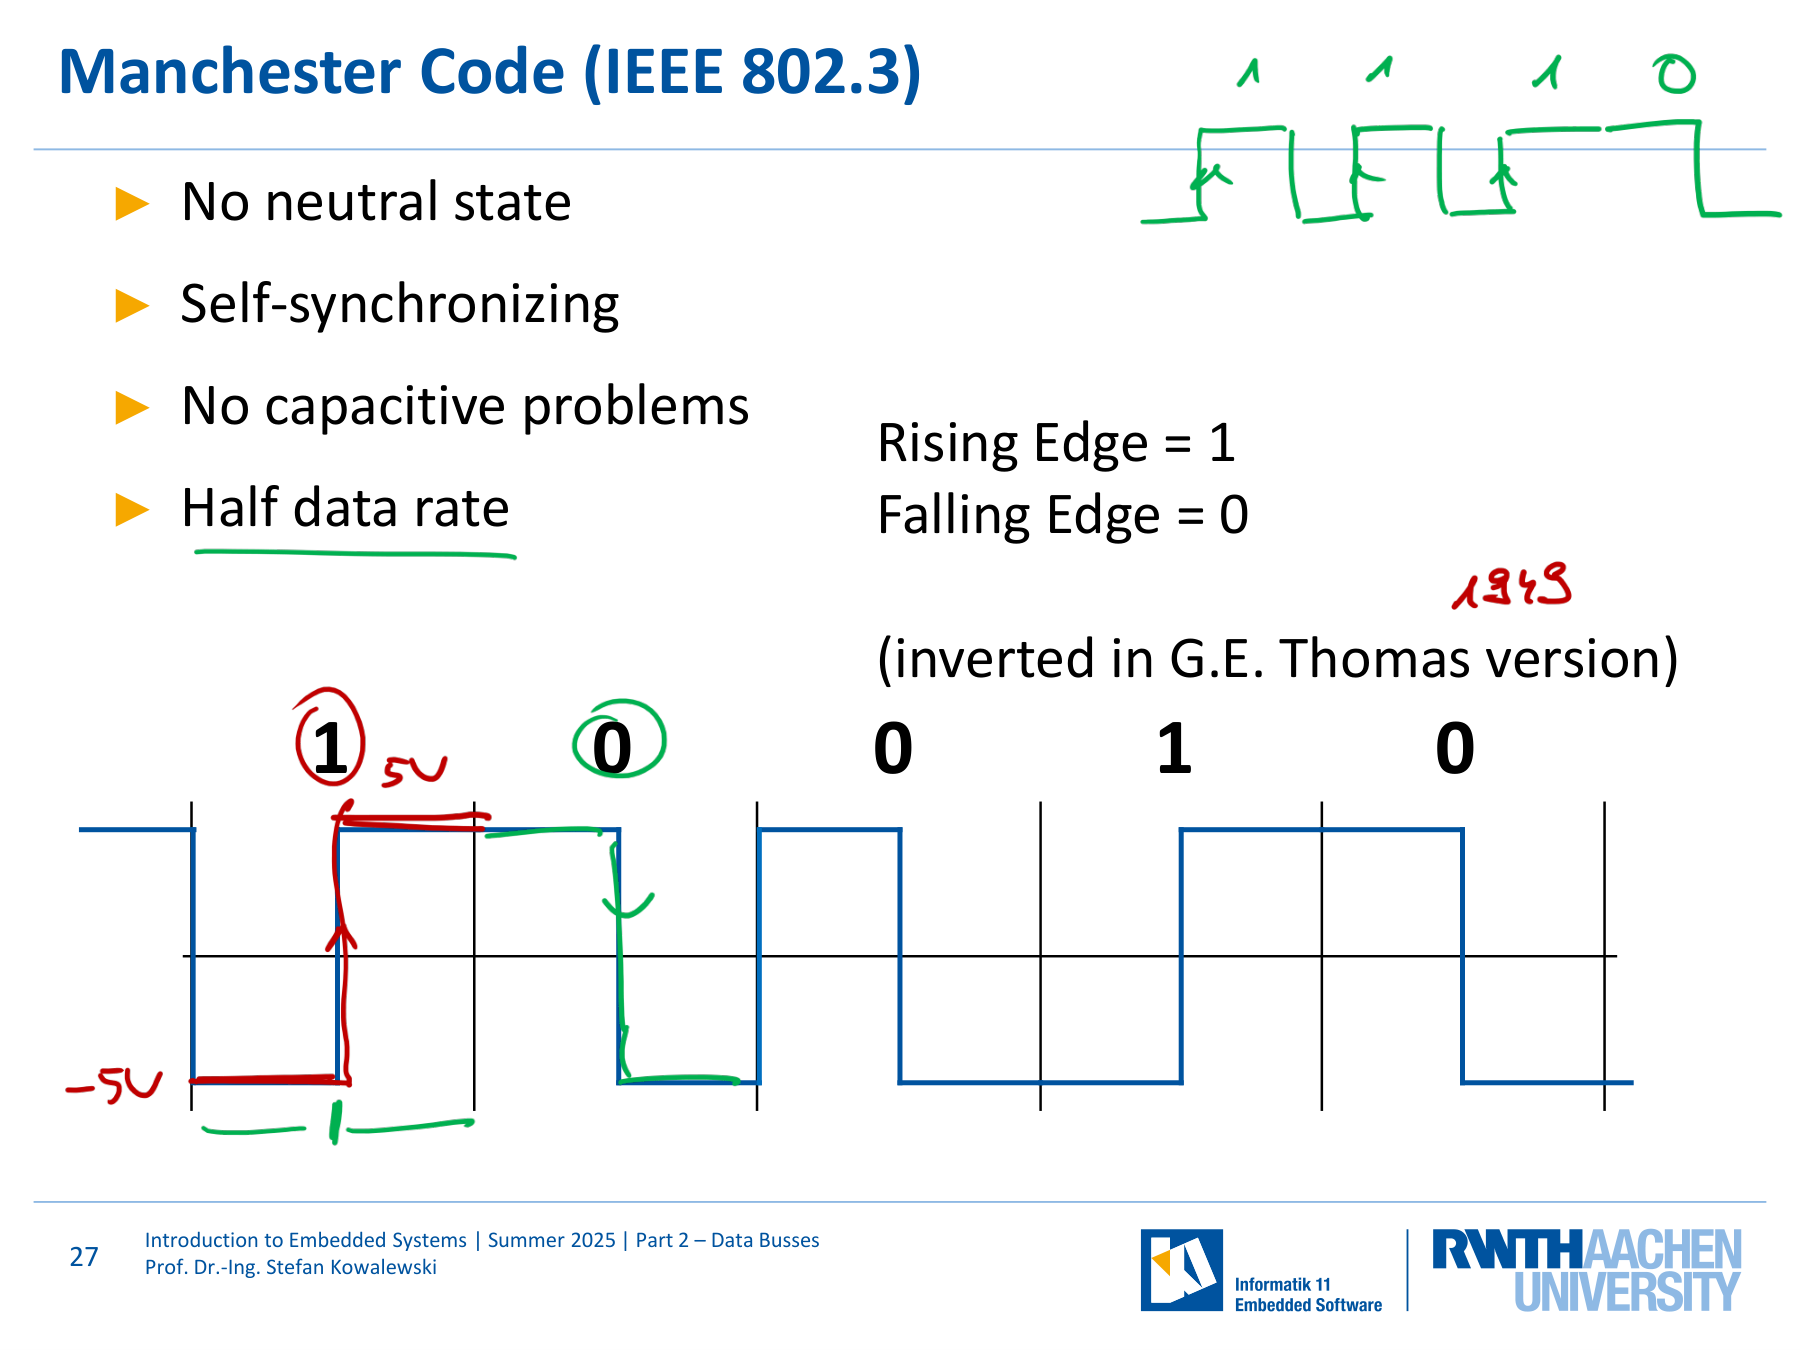 Manchester Code (IEEE 802.3)
1 1 1 0
► No neutral state
► Self-synchronizing
► No capacitive problems
► Half data rate
Rising Edge = 1
Falling Edge = 0
1949
(inverted in G.E. Thomas version)
1 0 0 1 0
5V
-5V
27
Introduction to Embedded Systems | Summer 2025 | Part 2 – Data Busses
Prof. Dr.-Ing. Stefan Kowalewski
Informatik 11
Embedded Software
RWTHAACHEN
UNIVERSITY